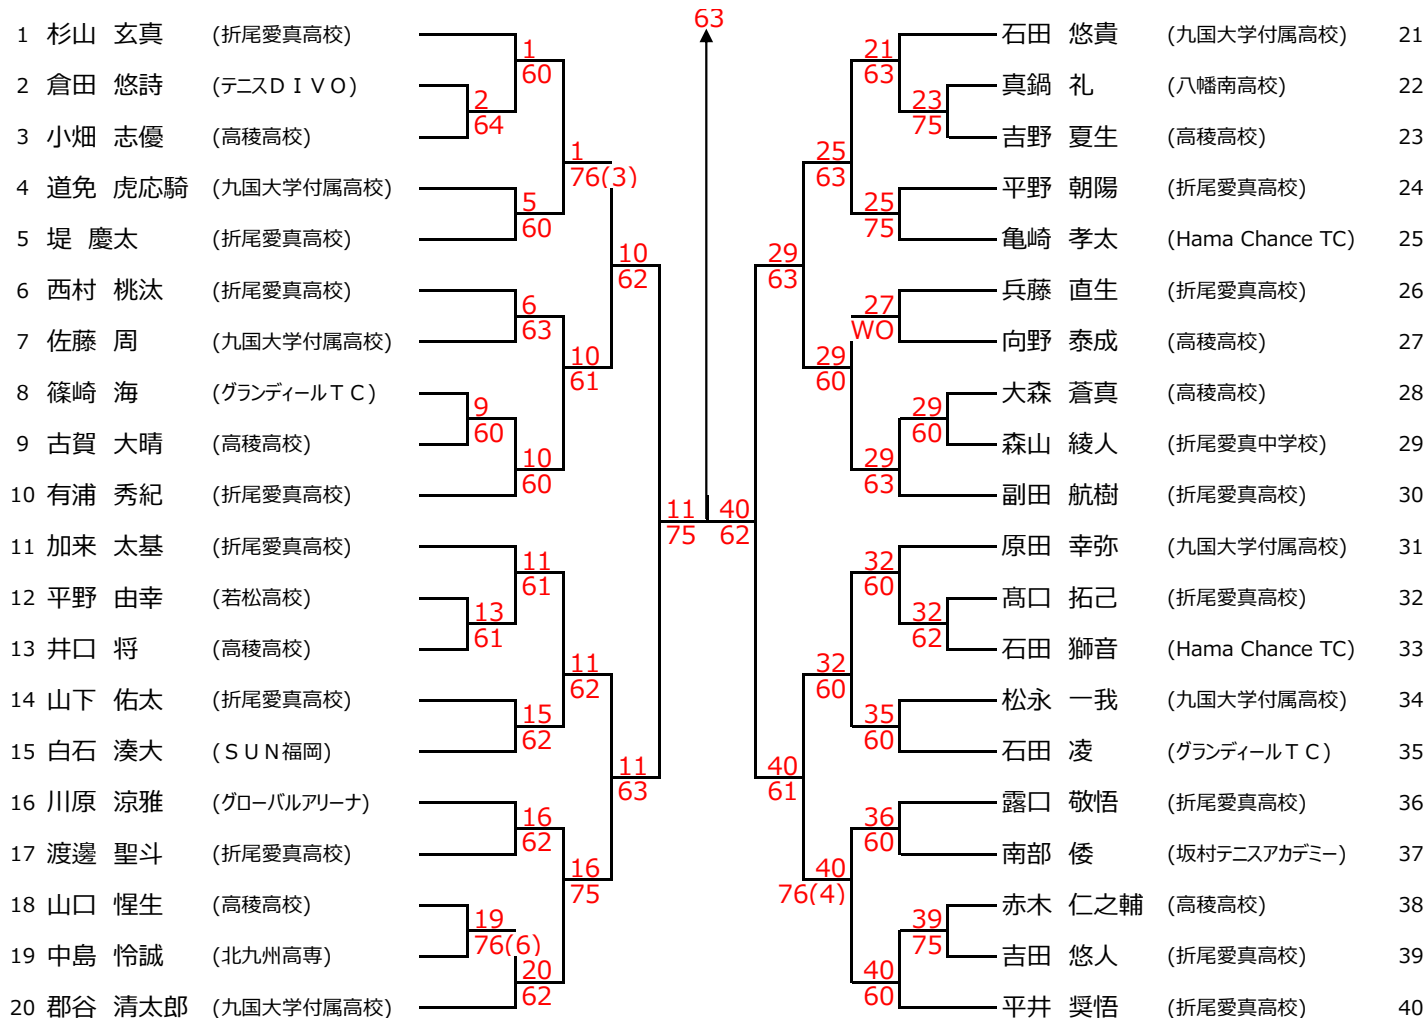 63
1 杉山 玄真 (折尾愛真高校)
2 倉田 悠詩 (テニスＤＩＶＯ)
3 小畑 志優 (高稜高校)
4 道免 虎応騎 (九国大学付属高校)
5 堤 慶太 (折尾愛真高校)
6 西村 桃汰 (折尾愛真高校)
7 佐藤 周 (九国大学付属高校)
8 篠崎 海 (グランディールＴＣ)
9 古賀 大晴 (高稜高校)
10 有浦 秀紀 (折尾愛真高校)
11 加来 太基 (折尾愛真高校)
12 平野 由幸 (若松高校)
13 井口 将 (高稜高校)
14 山下 佑太 (折尾愛真高校)
15 白石 湊大 (ＳＵＮ福岡)
16 川原 涼雅 (グローバルアリーナ)
17 渡邊 聖斗 (折尾愛真高校)
18 山口 惺生 (高稜高校)
19 中島 怜誠 (北九州高専)
20 郡谷 清太郎 (九国大学付属高校)
2
64
9
60
13
61
19
76(6)
1
60
5
60
6
63
10
60
11
61
15
62
16
62
20
62
1
76(3)
10
61
11
62
16
75
10
62
11
63
11
75
40
62
29
63
40
61
25
63
29
60
32
60
40
76(4)
21
63
25
75
27
WO
29
63
32
60
35
60
36
60
40
60
23
75
29
60
32
62
39
75
石田 悠貴 (九国大学付属高校) 21
真鍋 礼 (八幡南高校) 22
吉野 夏生 (高稜高校) 23
平野 朝陽 (折尾愛真高校) 24
亀崎 孝太 (Hama Chance TC) 25
兵藤 直生 (折尾愛真高校) 26
向野 泰成 (高稜高校) 27
大森 蒼真 (高稜高校) 28
森山 綾人 (折尾愛真中学校) 29
副田 航樹 (折尾愛真高校) 30
原田 幸弥 (九国大学付属高校) 31
髙口 拓己 (折尾愛真高校) 32
石田 獅音 (Hama Chance TC) 33
松永 一我 (九国大学付属高校) 34
石田 凌 (グランディールＴＣ) 35
露口 敬悟 (折尾愛真高校) 36
南部 倭 (坂村テニスアカデミー) 37
赤木 仁之輔 (高稜高校) 38
吉田 悠人 (折尾愛真高校) 39
平井 奨悟 (折尾愛真高校) 40